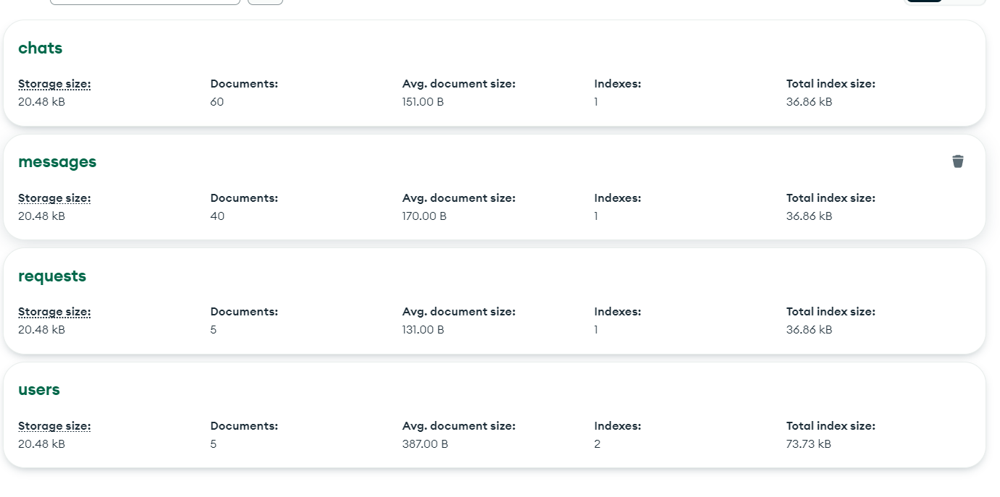 chats
Storage size: Documents: Avg. document size: Indexes: Total index size:
20.48 kB 60 151.00 B 1 36.86 kB
messages
Storage size: Documents: Avg. document size: Indexes: Total index size:
20.48 kB 40 170.00 B 1 36.86 kB
requests
Storage size: Documents: Avg. document size: Indexes: Total index size:
20.48 kB 5 131.00 B 1 36.86 kB
users
Storage size: Documents: Avg. document size: Indexes: Total index size:
20.48 kB 5 387.00 B 2 73.73 kB